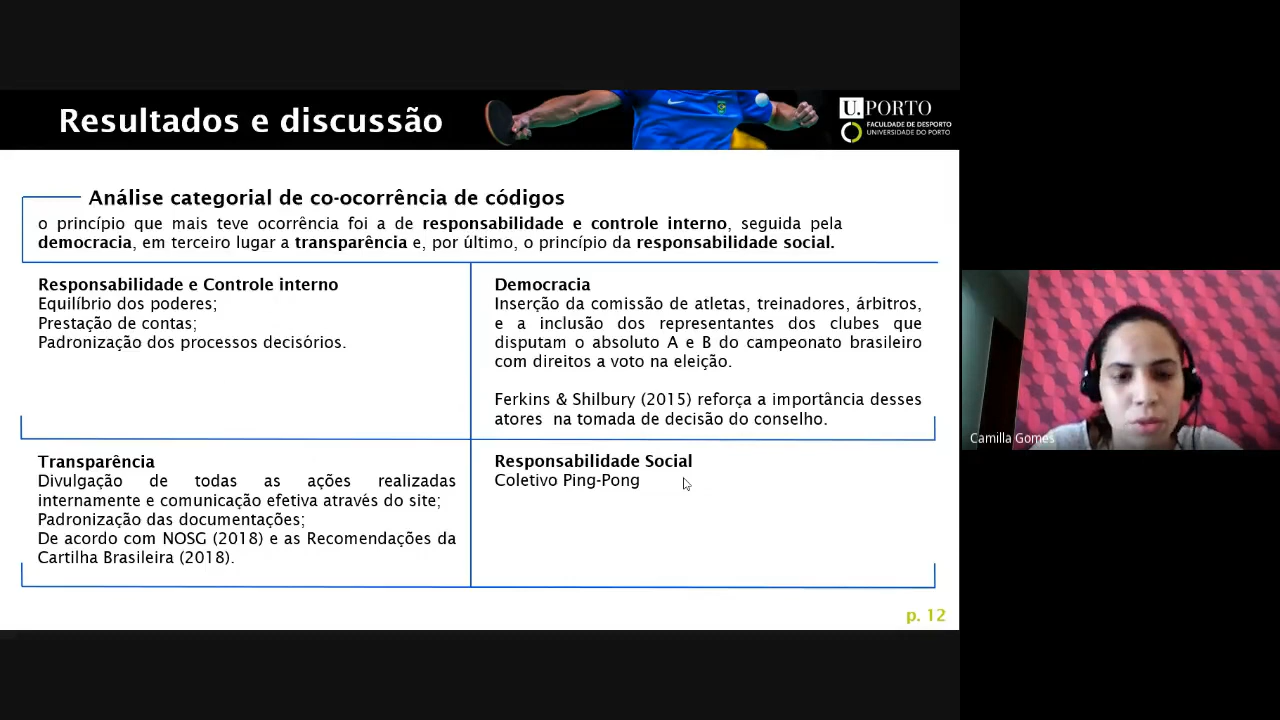 Resultados e discussão
U.PORTO
FACULDADE DE DESPORTO
UNIVERSIDADE DO PORTO
Análise categorial de co-ocorrência de códigos
o princípio que mais teve ocorrência foi a de responsabilidade e controle interno, seguida pela
democracia, em terceiro lugar a transparência e, por último, o princípio da responsabilidade social.
Responsabilidade e Controle interno
Equilíbrio dos poderes;
Prestação de contas;
Padronização dos processos decisórios.
Democracia
Inserção da comissão de atletas, treinadores, árbitros,
e a inclusão dos representantes dos clubes que
disputam o absoluto A e B do campeonato brasileiro
com direitos a voto na eleição.
Ferkins & Shilbury (2015) reforça a importância desses
atores na tomada de decisão do conselho.
Transparência
Divulgação de todas as ações realizadas
internamente e comunicação efetiva através do site;
Padronização das documentações;
De acordo com NOSG (2018) e as Recomendações da
Cartilha Brasileira (2018).
Responsabilidade Social
Coletivo Ping-Pong
p. 12
Camilla Gomes